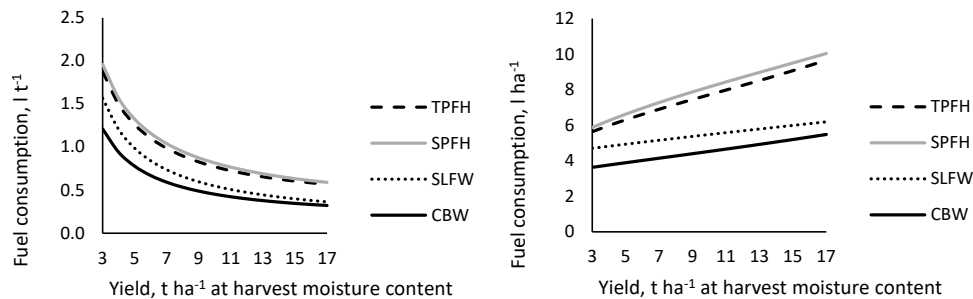 Fuel consumption, l t⁻¹
2.5
2.0
1.5
1.0
0.5
0.0
3 5 7 9 11 13 15 17
Yield, t ha⁻¹ at harvest moisture content
TPFH
SPFH
SLFW
CBW
Fuel consumption, l ha⁻¹
12
10
8
6
4
2
0
3 5 7 9 11 13 15 17
Yield, t ha⁻¹ at harvest moisture content
TPFH
SPFH
SLFW
CBW